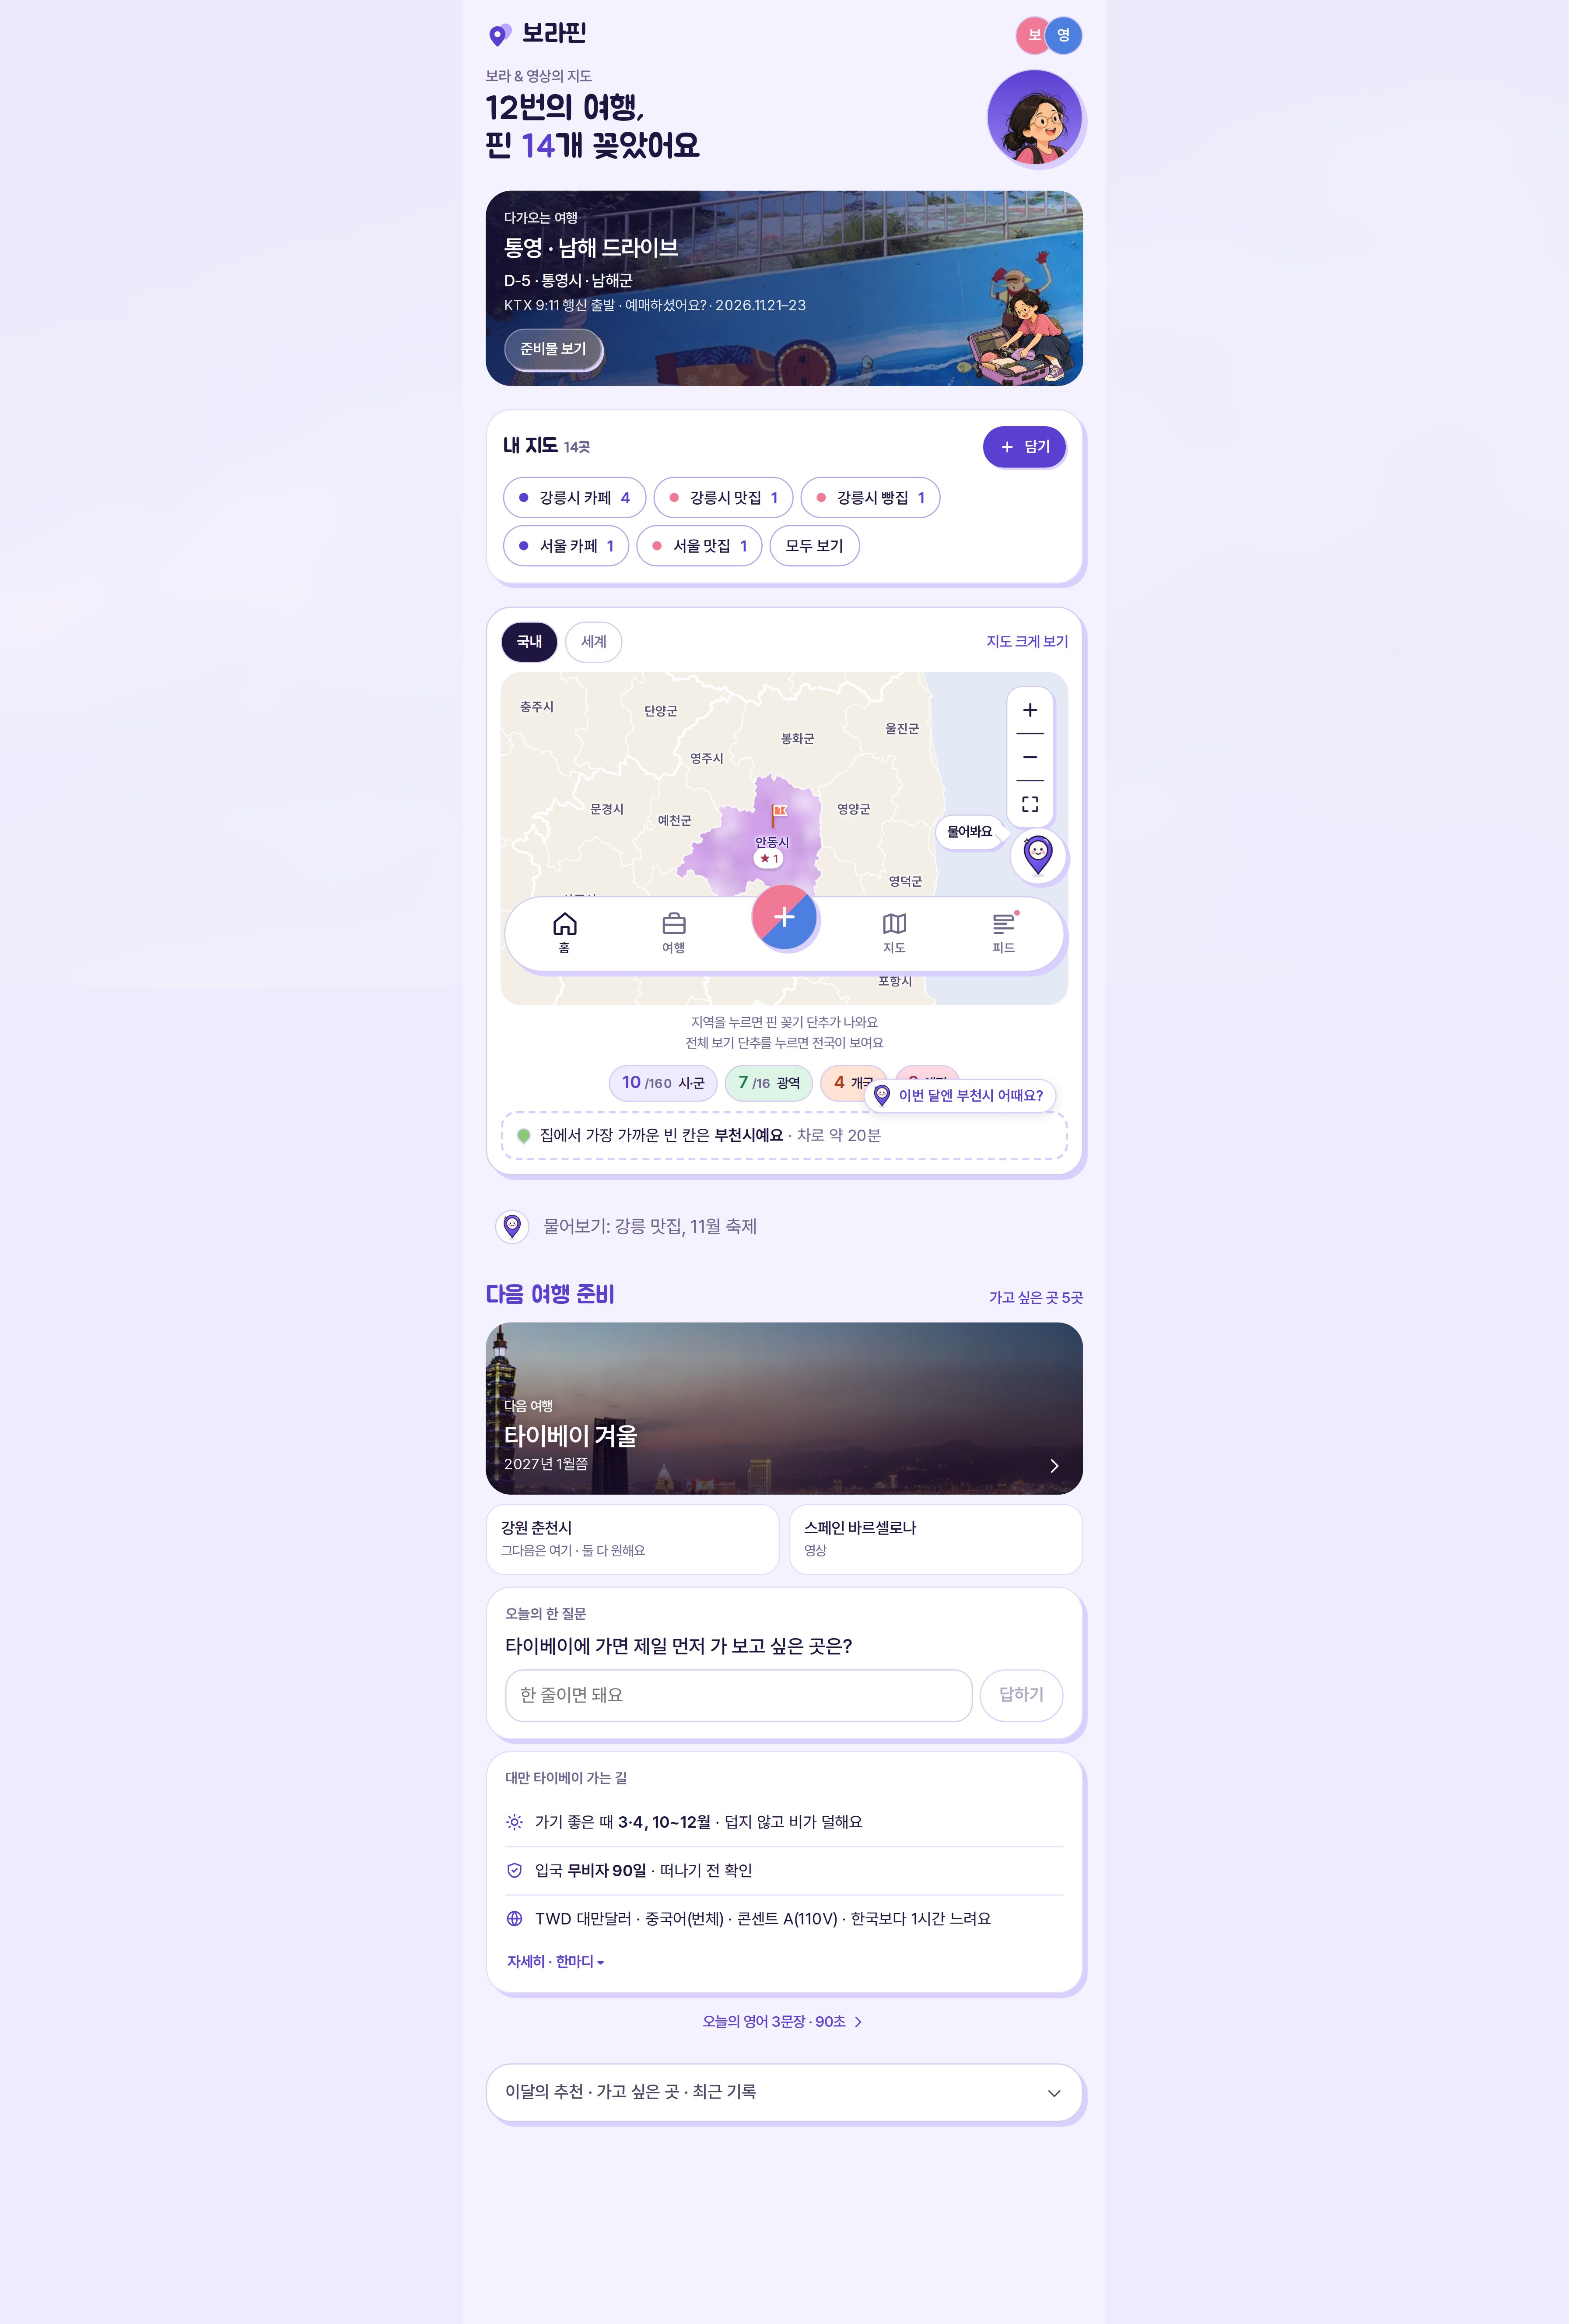 보라핀
보 영
보라 & 영상의 지도
12번의 여행,
핀 14개 꽂았어요
다가오는 여행
통영 · 남해 드라이브
D-5 · 통영시 · 남해군
KTX 9:11 행신 출발 · 예매하셨어요? · 2026.11.21–23
준비물 보기
내 지도 14곳
+ 담기
강릉시 카페 4
강릉시 맛집 1
강릉시 빵집 1
서울 카페 1
서울 맛집 1
모두 보기
국내
세계
지도 크게 보기
충주시
단양군
울진군
봉화군
영주시
문경시
예천군
영양군
안동시
★ 1
물어봐요
영덕군
홈
여행
지도
피드
포항시
지역을 누르면 핀 꽂기 단추가 나와요
전체 보기 단추를 누르면 전국이 보여요
10 /160 시·군
7 /16 광역
4
이번 달엔 부천시 어때요?
집에서 가장 가까운 빈 칸은 부천시예요 · 차로 약 20분
물어보기: 강릉 맛집, 11월 축제
다음 여행 준비
가고 싶은 곳 5곳
다음 여행
타이베이 겨울
2027년 1월쯤
강원 춘천시
그다음은 여기 · 둘 다 원해요
스페인 바르셀로나
영상
오늘의 한 질문
타이베이에 가면 제일 먼저 가 보고 싶은 곳은?
한 줄이면 돼요
답하기
대만 타이베이 가는 길
가기 좋은 때 3·4, 10~12월 · 덥지 않고 비가 덜해요
입국 무비자 90일 · 떠나기 전 확인
TWD 대만달러 · 중국어(번체) · 콘센트 A(110V) · 한국보다 1시간 느려요
자세히 · 한마디
오늘의 영어 3문장 · 90초
이달의 추천 · 가고 싶은 곳 · 최근 기록